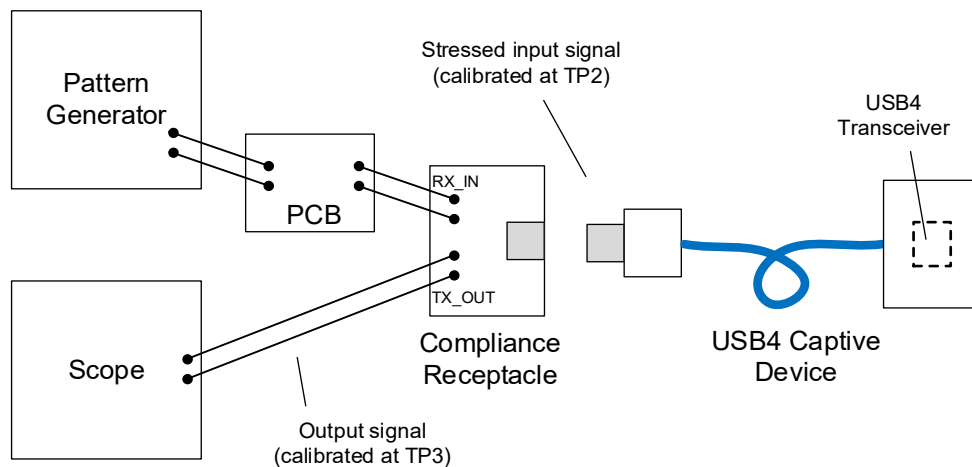 Pattern
Generator
PCB
RX_IN
TX_OUT
Compliance
Receptacle
Stressed input signal
(calibrated at TP2)
USB4
Transceiver
USB4 Captive
Device
Scope
Output signal
(calibrated at TP3)